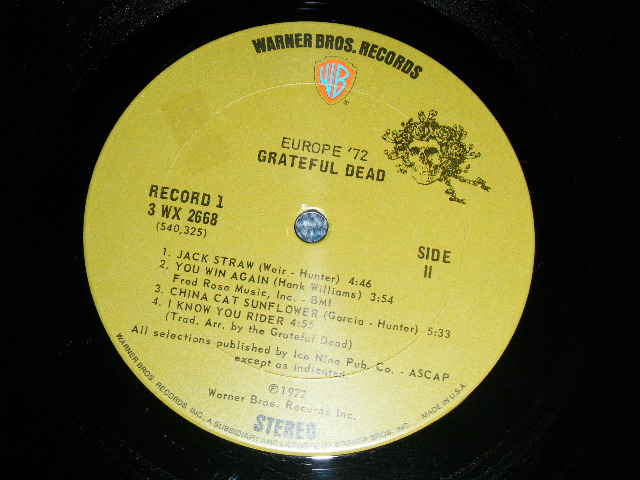 WARNER BROS. RECORDS
WB
®
EUROPE '72
GRATEFUL DEAD
RECORD 1
3 WX 2668
(S40,325)
SIDE
II
1. JACK STRAW (Weir - Hunter) 4:46
2. YOU WIN AGAIN (Hank Williams) 3:54
Fred Rose Music, Inc. - BMI
3. CHINA CAT SUNFLOWER (Garcia - Hunter) 5:33
4. I KNOW YOU RIDER 4:55
(Trad. Arr. by the Grateful Dead)
All selections published by Ice Nine Pub. Co. - ASCAP
except as indicated
℗1972
Warner Bros. Records Inc.
STEREO
WARNER BROS. RECORDS INC., A SUBSIDIARY AND LICENSEE OF WARNER BROS., INC.
MADE IN U.S.A.